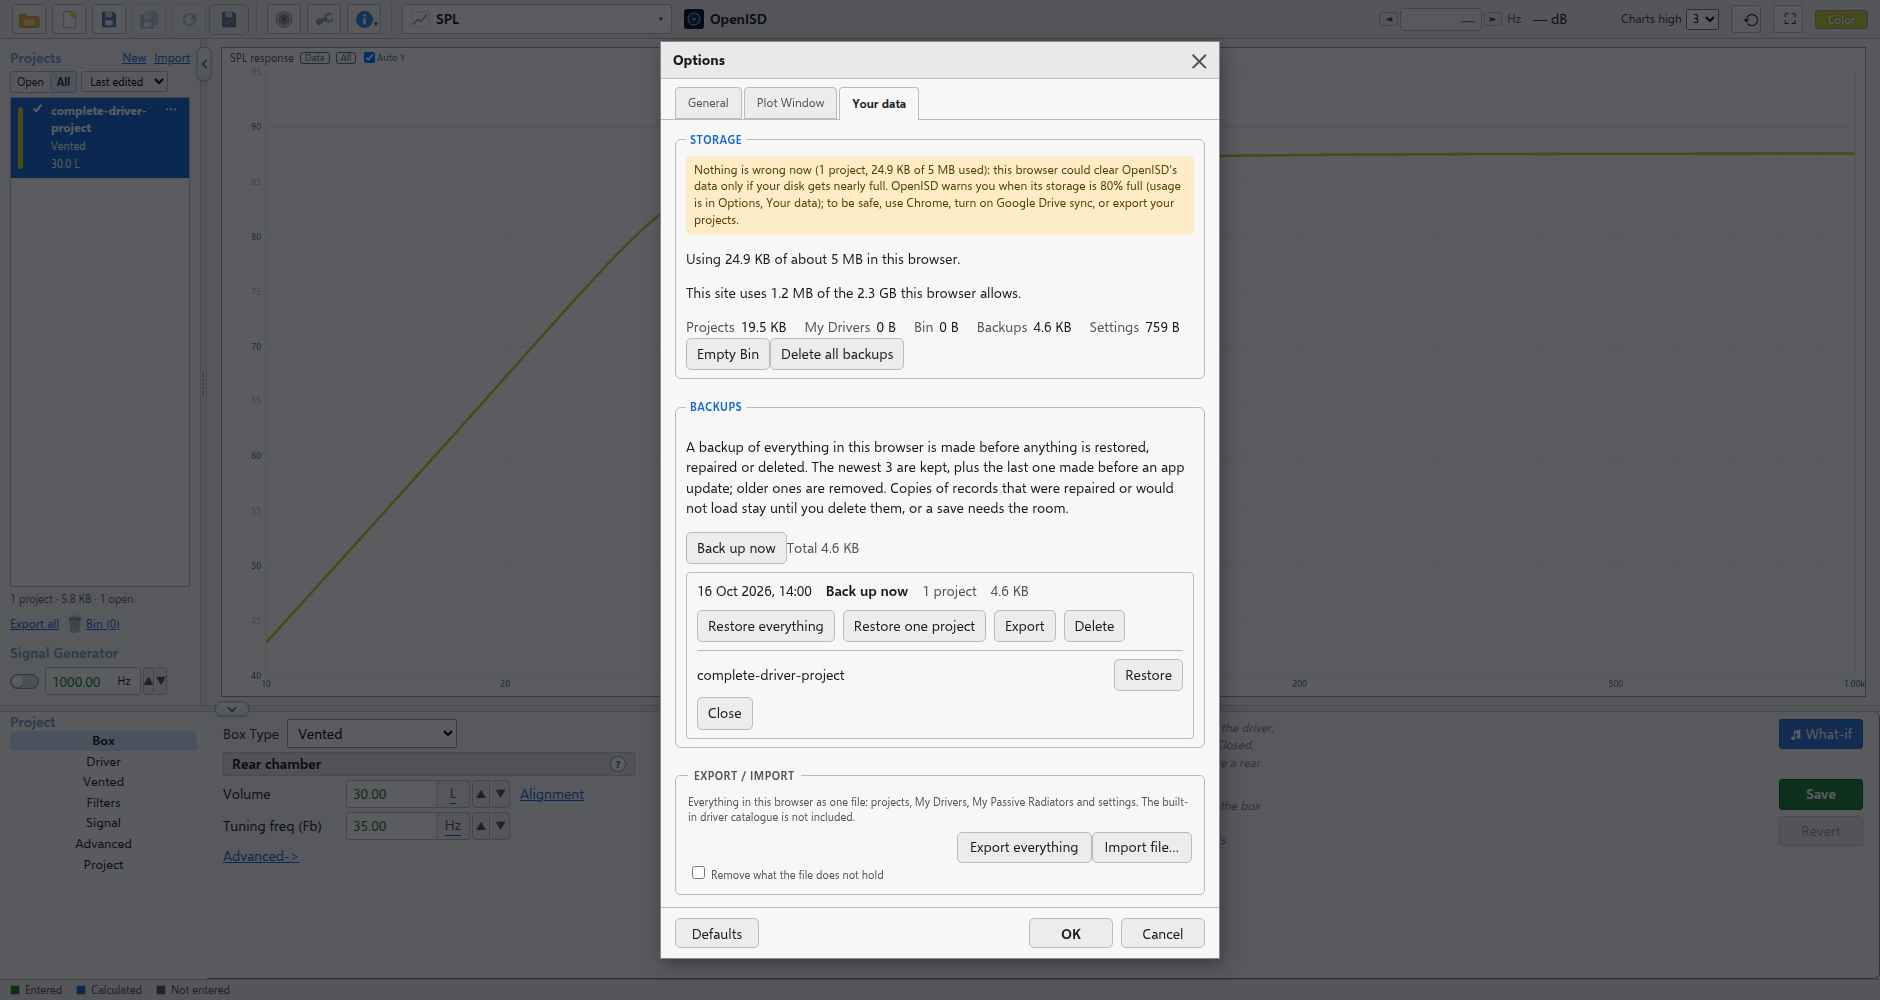 SPL
OpenISD
— Hz — dB
Charts high 3
Color
Projects New Import
Open All Last edited
complete-driver-project
Vented
30.0 L
1 project · 5.8 KB · 1 open
Export all Bin (0)
Signal Generator
1000.00 Hz
SPL response Data All Auto Y
95
90
85
80
75
70
65
60
55
50
45
40
10 20 200 500 1.00k
Options
General Plot Window Your data
STORAGE
Nothing is wrong now (1 project, 24.9 KB of 5 MB used): this browser could clear OpenISD's
data only if your disk gets nearly full. OpenISD warns you when its storage is 80% full (usage
is in Options, Your data); to be safe, use Chrome, turn on Google Drive sync, or export your
projects.
Using 24.9 KB of about 5 MB in this browser.
This site uses 1.2 MB of the 2.3 GB this browser allows.
Projects 19.5 KB My Drivers 0 B Bin 0 B Backups 4.6 KB Settings 759 B
Empty Bin Delete all backups
BACKUPS
A backup of everything in this browser is made before anything is restored,
repaired or deleted. The newest 3 are kept, plus the last one made before an app
update; older ones are removed. Copies of records that were repaired or would
not load stay until you delete them, or a save needs the room.
Back up now Total 4.6 KB
16 Oct 2026, 14:00 Back up now 1 project 4.6 KB
Restore everything Restore one project Export Delete
complete-driver-project Restore
Close
EXPORT / IMPORT
Everything in this browser as one file: projects, My Drivers, My Passive Radiators and settings. The built-
in driver catalogue is not included.
Export everything Import file...
Remove what the file does not hold
Defaults OK Cancel
Project
Box
Driver
Vented
Filters
Signal
Advanced
Project
Box Type Vented
Rear chamber ?
Volume 30.00 L Alignment
Tuning freq (Fb) 35.00 Hz
Advanced->
the driver,
Closed,
e a rear
the box
What-if
Save
Revert
Entered Calculated Not entered